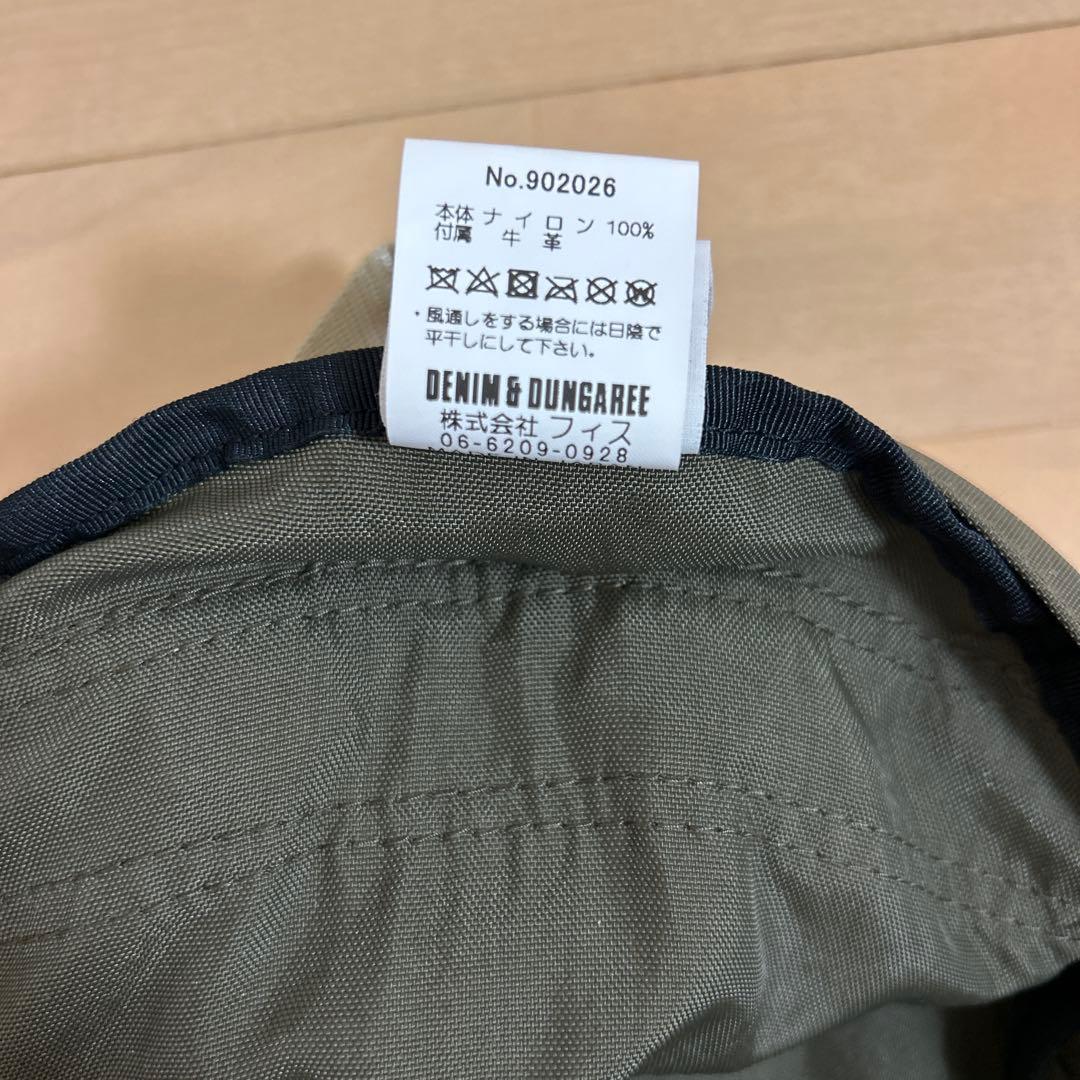 No.902026
本体 ナイロン 100%
付属 牛革
・風通しをする場合には日陰で
平干しにして下さい。
DENIM & DUNGAREE
株式会社 フィス
06-6209-0928